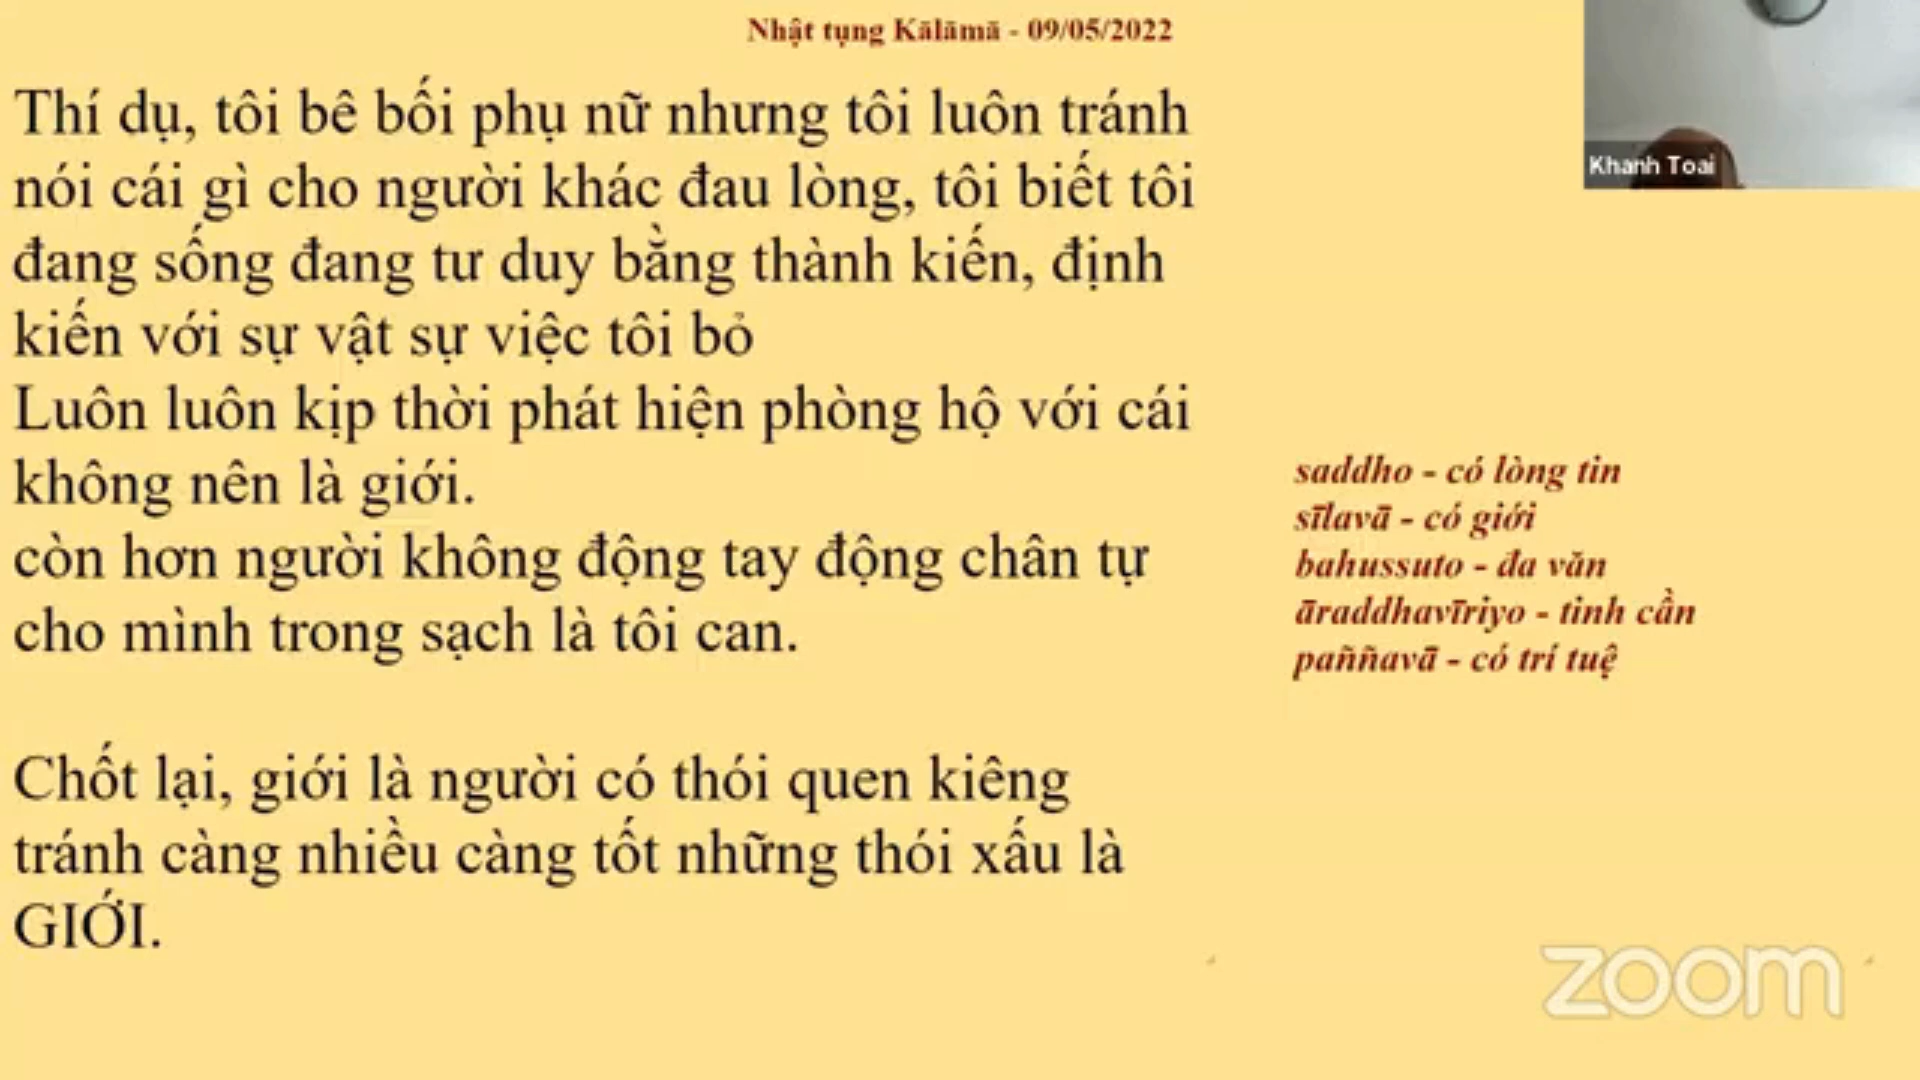 Nhật tụng Kālāmā - 09/05/2022
Thí dụ, tôi bê bối phụ nữ nhưng tôi luôn tránh
nói cái gì cho người khác đau lòng, tôi biết tôi
đang sống đang tư duy bằng thành kiến, định
kiến với sự vật sự việc tôi bỏ
Luôn luôn kịp thời phát hiện phòng hộ với cái
không nên là giới.
còn hơn người không động tay động chân tự
cho mình trong sạch là tôi can.
Chốt lại, giới là người có thói quen kiêng
tránh càng nhiều càng tốt những thói xấu là
GIỚI.
saddho - có lòng tin
sīlavā - có giới
bahussuto - đa văn
āraddhavīriyo - tinh cần
paññavā - có trí tuệ
Khanh Toai
zoom